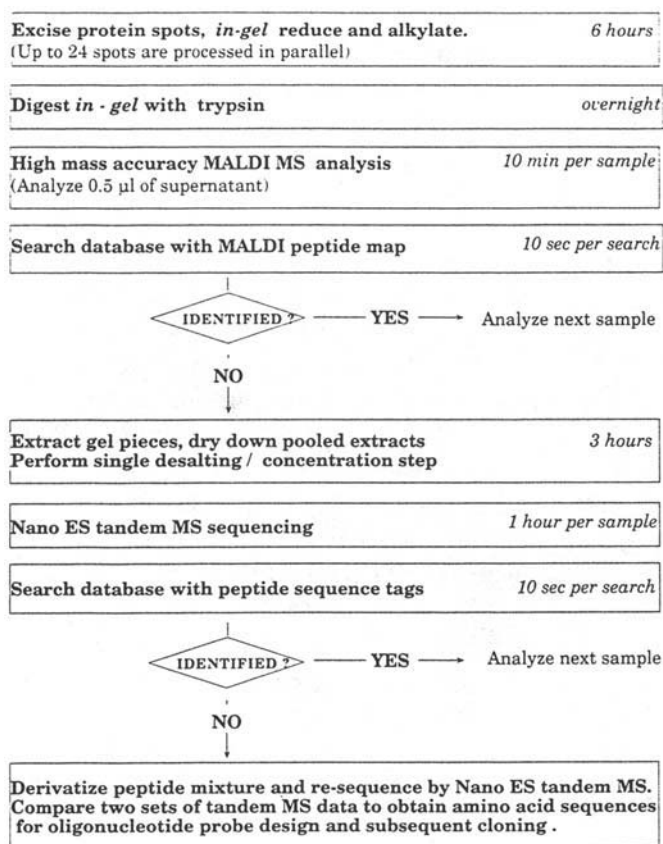 Excise protein spots, in-gel reduce and alkylate. 6 hours
(Up to 24 spots are processed in parallel)
Digest in - gel with trypsin overnight
High mass accuracy MALDI MS analysis 10 min per sample
(Analyze 0.5 µl of supernatant)
Search database with MALDI peptide map 10 sec per search
IDENTIFIED ? YES Analyze next sample
NO
Extract gel pieces, dry down pooled extracts 3 hours
Perform single desalting / concentration step
Nano ES tandem MS sequencing 1 hour per sample
Search database with peptide sequence tags 10 sec per search
IDENTIFIED ? YES Analyze next sample
NO
Derivatize peptide mixture and re-sequence by Nano ES tandem MS.
Compare two sets of tandem MS data to obtain amino acid sequences
for oligonucleotide probe design and subsequent cloning .